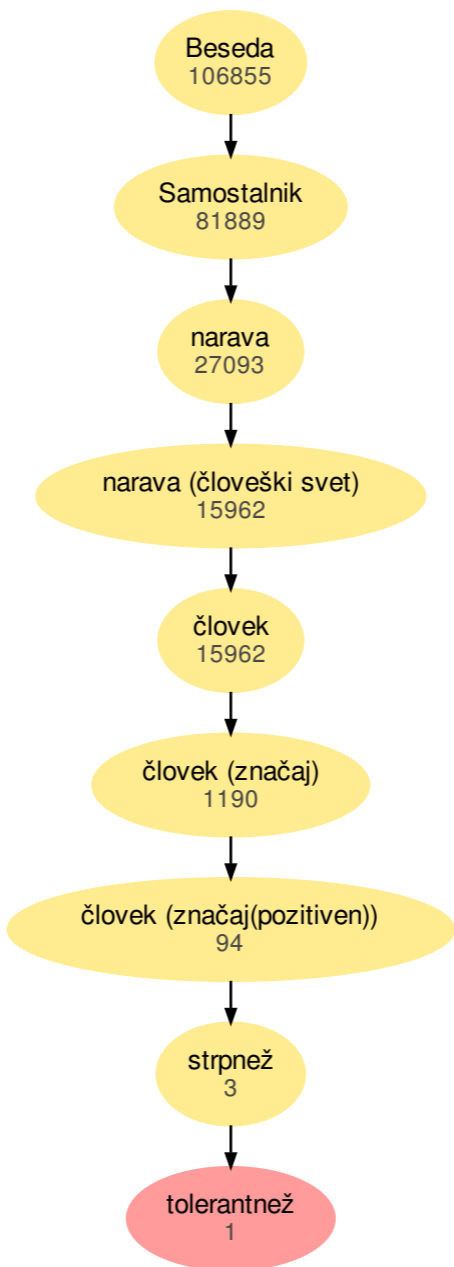 Beseda
106855
Samostalnik
81889
narava
27093
narava (človeški svet)
15962
človek
15962
človek (značaj)
1190
človek (značaj(pozitiven))
94
strpnež
3
tolerantnež
1